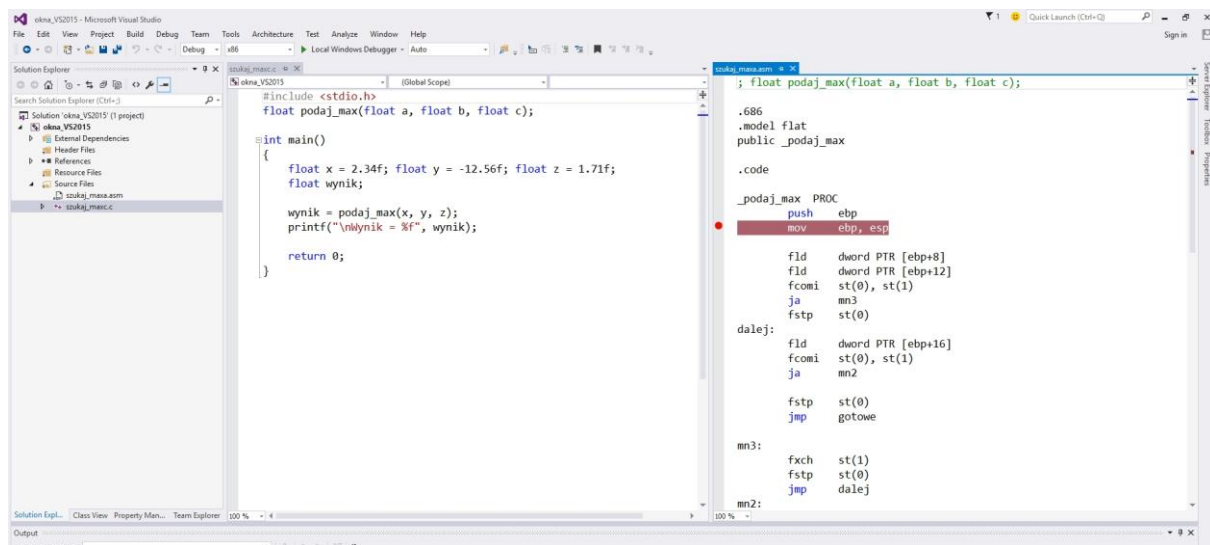 okna_VS2015 - Microsoft Visual Studio
1
Quick Launch (Ctrl+Q)
File Edit View Project Build Debug Team Tools Architecture Test Analyze Window Help
Sign in
Debug x86 Local Windows Debugger Auto
Solution Explorer
Search Solution Explorer (Ctrl+;)
Solution 'okna_VS2015' (1 project)
okna_VS2015
External Dependencies
Header Files
References
Resource Files
Source Files
szukaj_maxa.asm
szukaj_maxc.c
Solution Expl... Class View Property Man... Team Explorer
szukaj_maxc.c
okna_VS2015 (Global Scope)
#include <stdio.h>
float podaj_max(float a, float b, float c);
int main()
{
float x = 2.34f; float y = -12.56f; float z = 1.71f;
float wynik;
wynik = podaj_max(x, y, z);
printf("\nWynik = %f", wynik);
return 0;
}
100 %
szukaj_maxa.asm
; float podaj_max(float a, float b, float c);
.686
.model flat
public _podaj_max
.code
_podaj_max PROC
push ebp
mov ebp, esp
fld dword PTR [ebp+8]
fld dword PTR [ebp+12]
fcomi st(0), st(1)
ja mn3
fstp st(0)
dalej:
fld dword PTR [ebp+16]
fcomi st(0), st(1)
ja mn2
fstp st(0)
jmp gotowe
mn3:
fxch st(1)
fstp st(0)
jmp dalej
mn2:
100 %
Server Explorer
Toolbox
Properties
Output